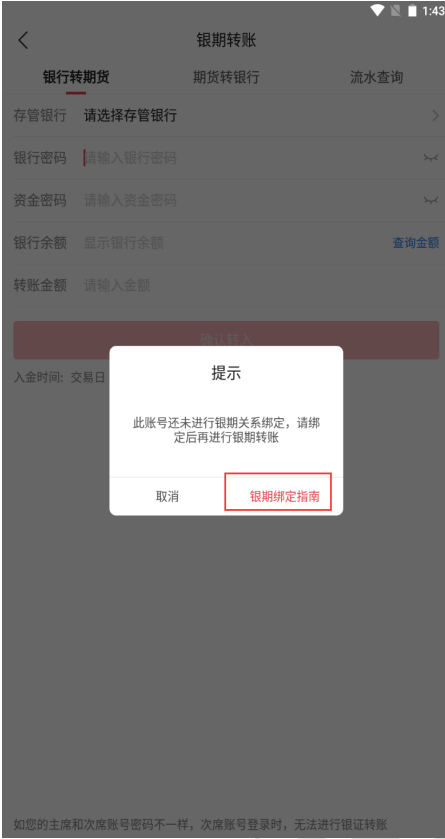 1:43
银期转账
银行转期货 期货转银行 流水查询
存管银行 请选择存管银行
银行密码 请输入银行密码
资金密码 请输入资金密码
银行余额 显示银行余额 查询金额
转账金额 请输入金额
确认转入
入金时间: 交易日
提示
此账号还未进行银期关系绑定，请绑
定后再进行银期转账
取消 银期绑定指南
如您的主席和次席账号密码不一样，次席账号登录时，无法进行银证转账